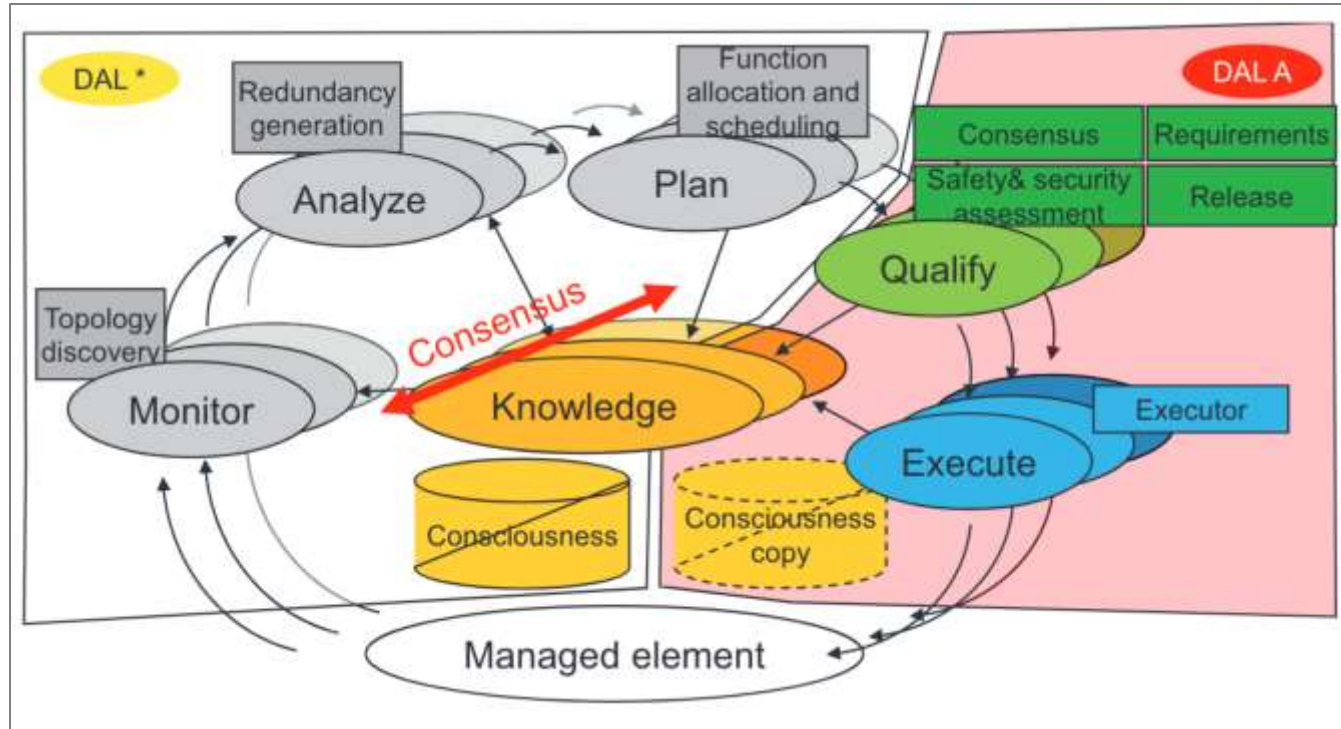 DAL *
Redundancy
generation
Function
allocation and
scheduling
DAL A
Consensus
Requirements
Safety& security
assessment
Release
Analyze
Plan
Qualify
Topology
discovery
Consensus
Monitor
Knowledge
Executor
Execute
Consciousness
Consciousness
copy
Managed element